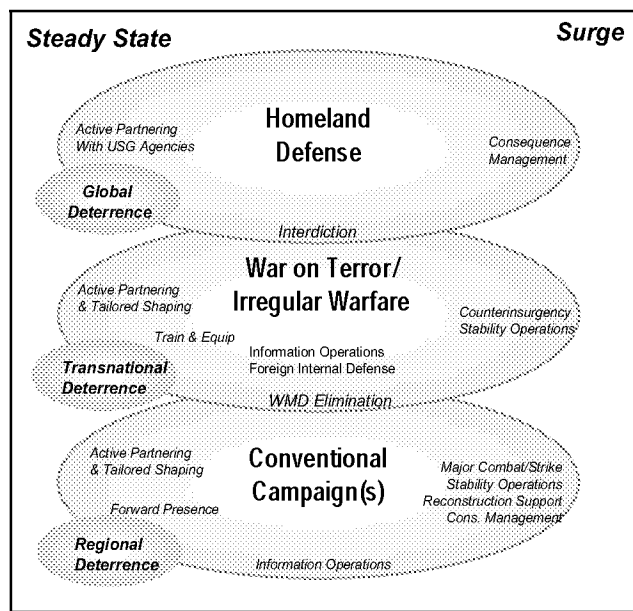 Steady State
Surge
Homeland
Defense
Active Partnering
With USG Agencies
Consequence
Management
Global
Deterrence
Interdiction
War on Terror/
Irregular Warfare
Active Partnering
& Tailored Shaping
Counterinsurgency
Stability Operations
Train & Equip
Information Operations
Foreign Internal Defense
Transnational
Deterrence
WMD Elimination
Active Partnering
& Tailored Shaping
Conventional
Campaign(s)
Major Combat/Strike
Stability Operations
Reconstruction Support
Cons. Management
Forward Presence
Regional
Deterrence
Information Operations